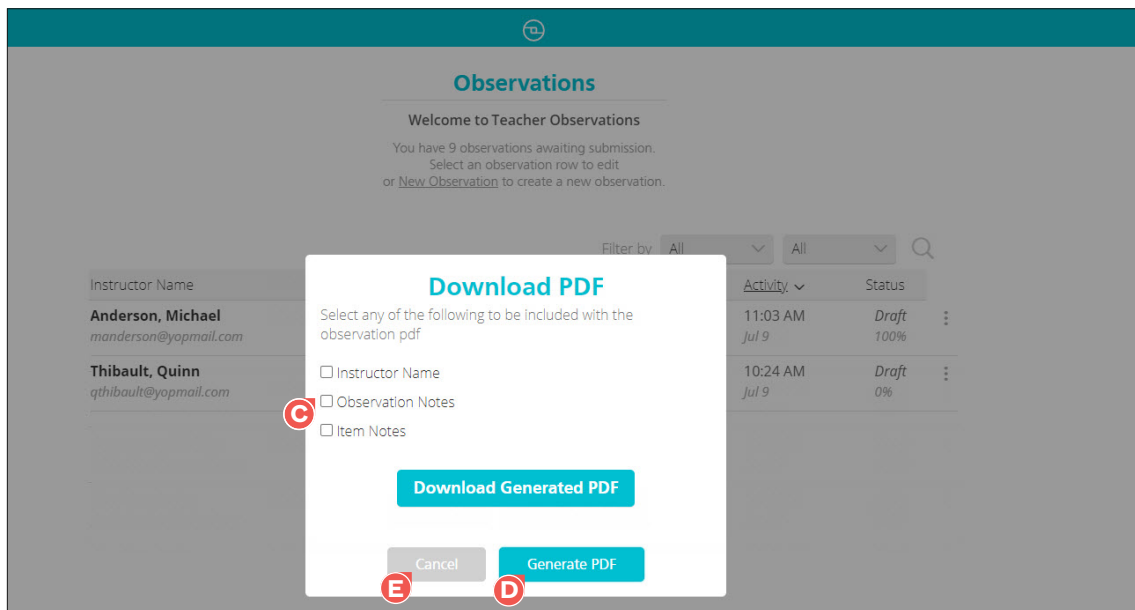 Observations
Welcome to Teacher Observations
You have 9 observations awaiting submission.
Select an observation row to edit
or New Observation to create a new observation.
Filter by All All
Instructor Name Activity Status
Anderson, Michael 11:03 AM Draft
manderson@yopmail.com Jul 9 100%
Thibault, Quinn 10:24 AM Draft
qthibault@yopmail.com Jul 9 0%
Download PDF
Select any of the following to be included with the
observation pdf
Instructor Name
C Observation Notes
Item Notes
Download Generated PDF
Cancel Generate PDF
E D